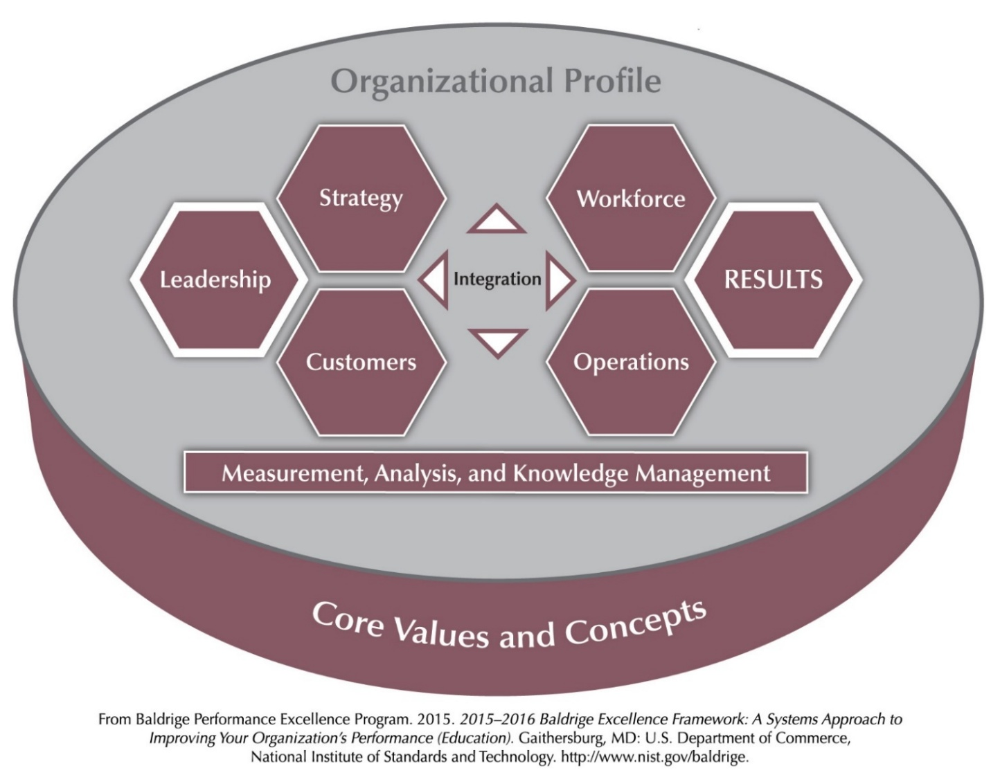 Organizational Profile
Strategy
Workforce
Leadership
Integration
RESULTS
Customers
Operations
Measurement, Analysis, and Knowledge Management
Core Values and Concepts
From Baldrige Performance Excellence Program. 2015. 2015–2016 Baldrige Excellence Framework: A Systems Approach to
Improving Your Organization’s Performance (Education). Gaithersburg, MD: U.S. Department of Commerce,
National Institute of Standards and Technology. http://www.nist.gov/baldrige.